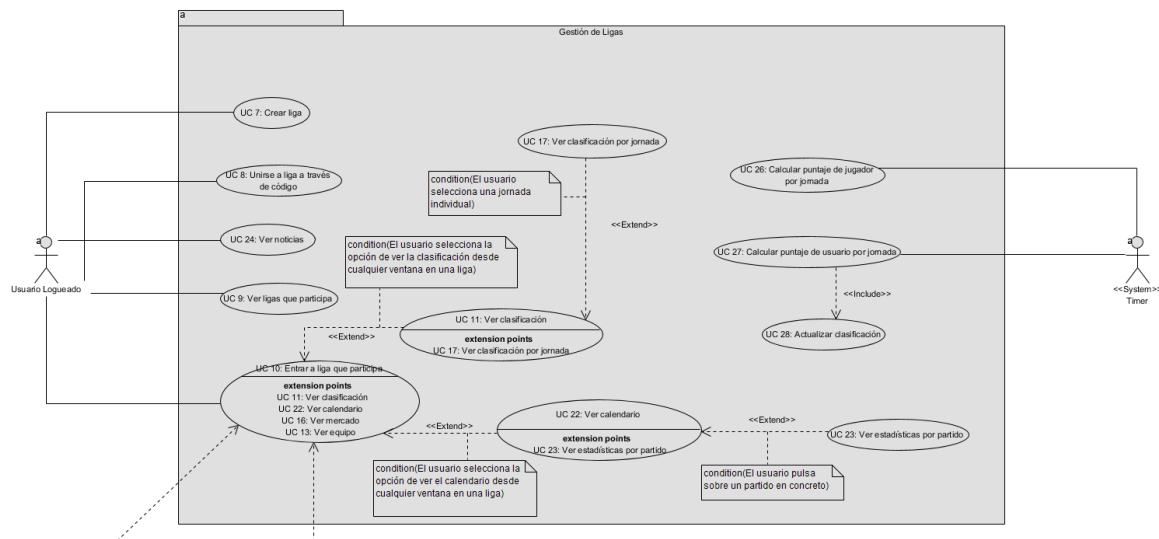 a
Gestión de Ligas
UC 7: Crear liga
UC 17: Ver clasificación por jornada
UC 8: Unirse a liga a través
de código
condition(El usuario
selecciona una jornada
individual)
UC 26: Calcular puntaje de jugador
por jornada
<<Extend>>
a
UC 24: Ver noticias
condition(El usuario selecciona la
opción de ver la clasificación desde
cualquier ventana en una liga)
UC 27: Calcular puntaje de usuario por jornada
a
Usuario Logueado
<<System>>
Timer
UC 9: Ver ligas que participa
<<Include>>
UC 11: Ver clasificación
extension points
UC 17: Ver clasificación por jornada
UC 28: Actualizar clasificación
<<Extend>>
UC 10: Entrar a liga que participa
extension points
UC 11: Ver clasificación
UC 22: Ver calendario
UC 16: Ver mercado
UC 13: Ver equipo
<<Extend>>
UC 22: Ver calendario
extension points
UC 23: Ver estadísticas por partido
<<Extend>>
UC 23: Ver estadísticas por partido
condition(El usuario selecciona la
opción de ver el calendario desde
cualquier ventana en una liga)
condition(El usuario pulsa
sobre un partido en concreto)